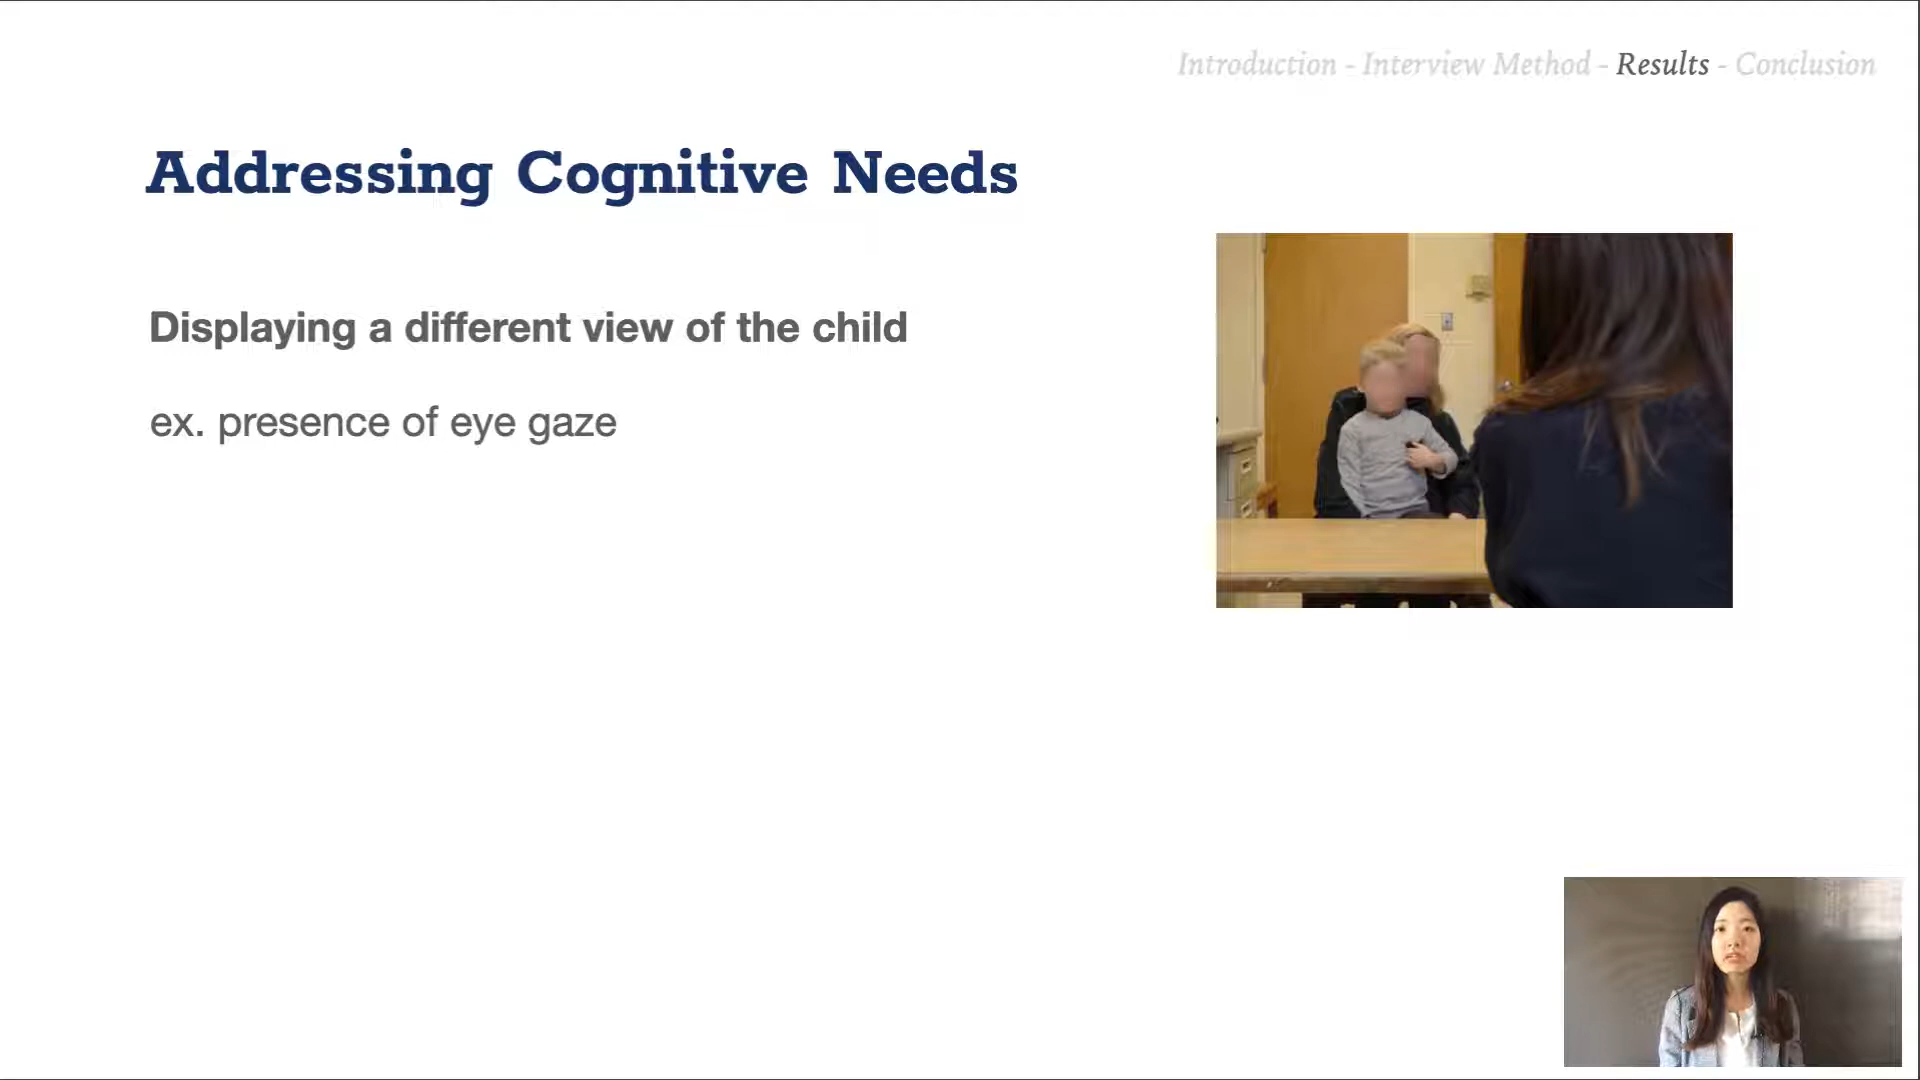 Introduction - Interview Method - Results - Conclusion
Addressing Cognitive Needs
Displaying a different view of the child
ex. presence of eye gaze